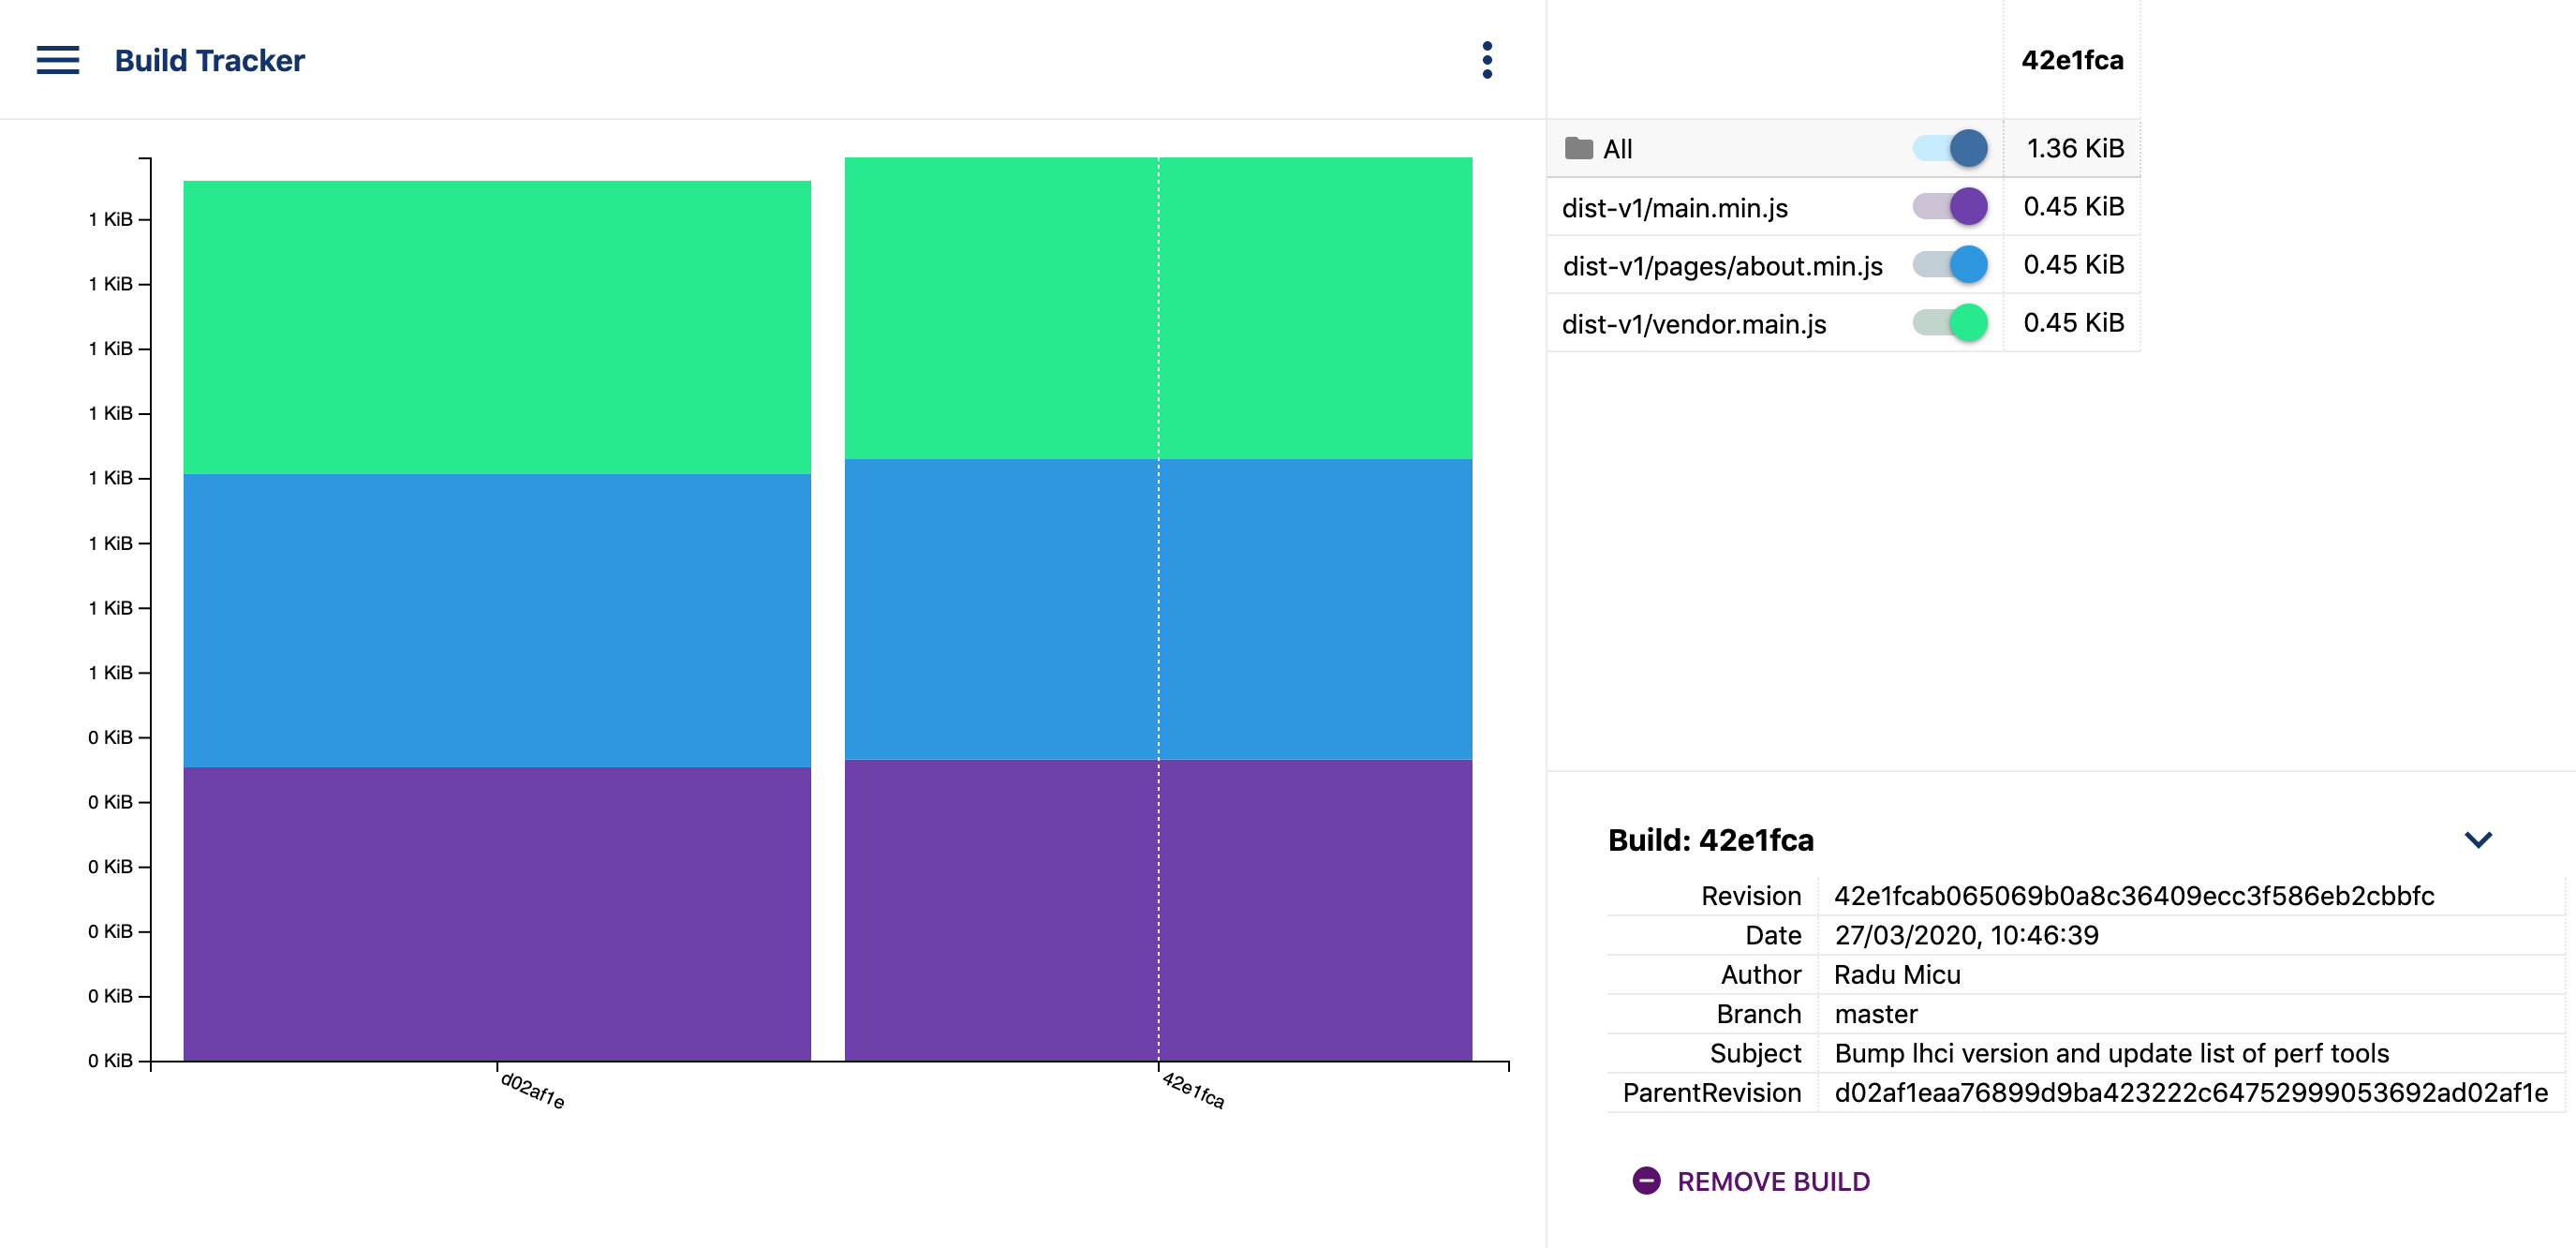 Build Tracker
1 KiB
1 KiB
1 KiB
1 KiB
1 KiB
1 KiB
1 KiB
1 KiB
0 KiB
0 KiB
0 KiB
0 KiB
0 KiB
0 KiB
d02af1e
42e1fca
42e1fca
All 1.36 KiB
dist-v1/main.min.js 0.45 KiB
dist-v1/pages/about.min.js 0.45 KiB
dist-v1/vendor.main.js 0.45 KiB
Build: 42e1fca
Revision 42e1fcab065069b0a8c36409ecc3f586eb2cbbfc
Date 27/03/2020, 10:46:39
Author Radu Micu
Branch master
Subject Bump lhci version and update list of perf tools
ParentRevision d02af1eaa76899d9ba423222c64752999053692ad02af1e
REMOVE BUILD